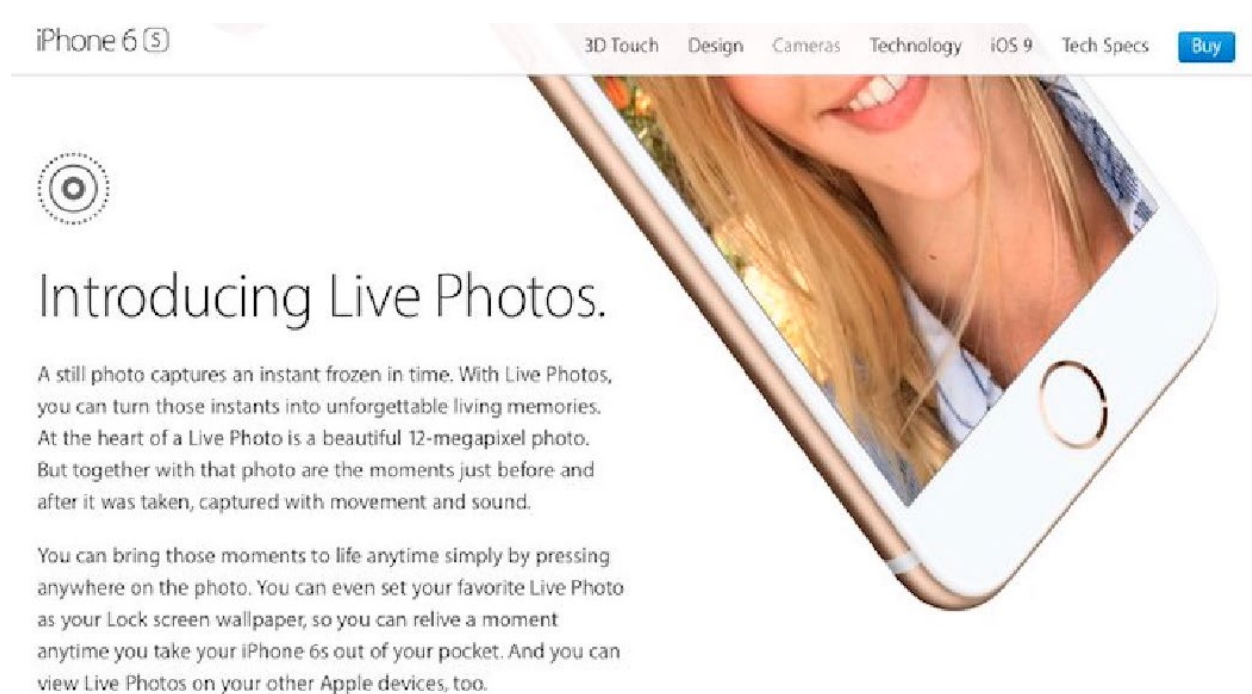 iPhone 6 S
3D Touch Design Cameras Technology iOS 9 Tech Specs Buy
Introducing Live Photos.
A still photo captures an instant frozen in time. With Live Photos,
you can turn those instants into unforgettable living memories.
At the heart of a Live Photo is a beautiful 12-megapixel photo.
But together with that photo are the moments just before and
after it was taken, captured with movement and sound.
You can bring those moments to life anytime simply by pressing
anywhere on the photo. You can even set your favorite Live Photo
as your Lock screen wallpaper, so you can relive a moment
anytime you take your iPhone 6s out of your pocket. And you can
view Live Photos on your other Apple devices, too.